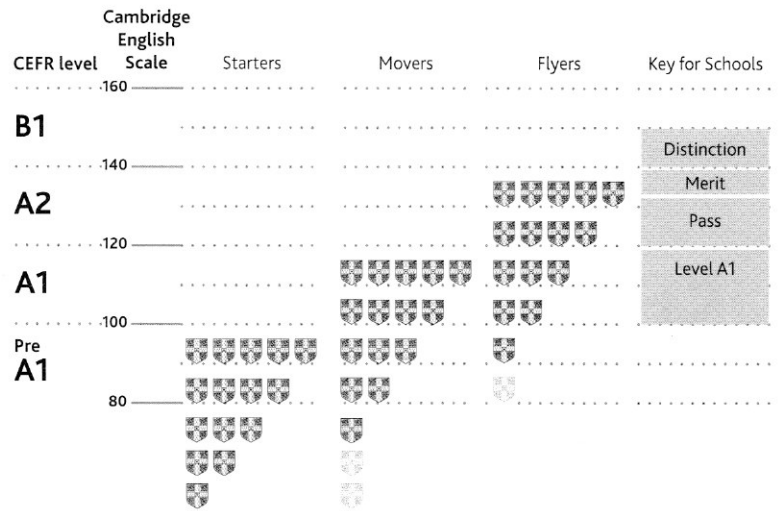 Cambridge
English
CEFR level Scale Starters Movers Flyers Key for Schools
160
B1
Distinction
140
Merit
A2
Pass
120
Level A1
A1
100
Pre
A1
80